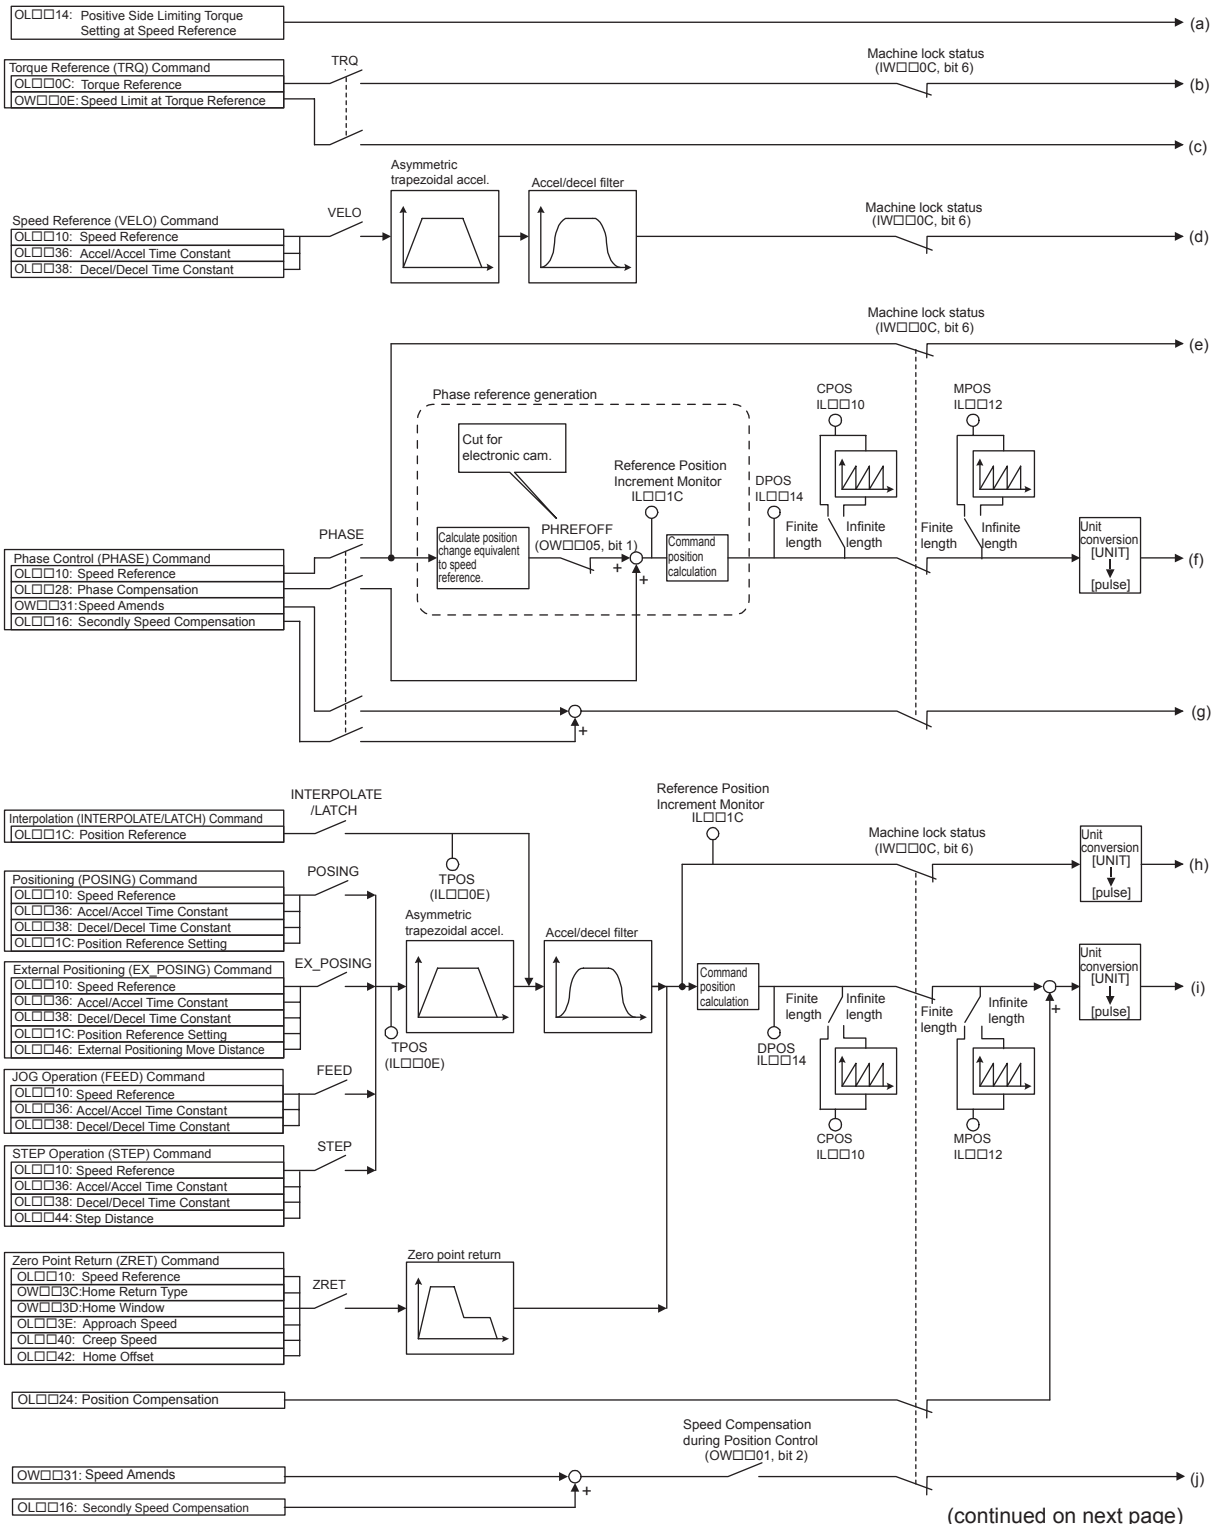 OL□□14: Positive Side Limiting Torque
Setting at Speed Reference
(a)
Torque Reference (TRQ) Command
OL□□0C: Torque Reference
OW□□0E: Speed Limit at Torque Reference
TRQ
Machine lock status
(IW□□0C, bit 6)
(b)
(c)
Asymmetric
trapezoidal accel.
Accel/decel filter
Speed Reference (VELO) Command
OL□□10: Speed Reference
OL□□36: Accel/Accel Time Constant
OL□□38: Decel/Decel Time Constant
VELO
Machine lock status
(IW□□0C, bit 6)
(d)
Machine lock status
(IW□□0C, bit 6)
(e)
Phase reference generation
Cut for
electronic cam.
Reference Position
Increment Monitor
IL□□1C
DPOS
IL□□14
CPOS
IL□□10
MPOS
IL□□12
PHASE
Calculate position
change equivalent
to speed
reference.
PHREFOFF
(OW□□05, bit 1)
+
+
Command
position
calculation
Finite
length
Infinite
length
Finite
length
Infinite
length
Unit
conversion
[UNIT]
[pulse]
(f)
Phase Control (PHASE) Command
OL□□10: Speed Reference
OL□□28: Phase Compensation
OW□□31:Speed Amends
OL□□16: Secondly Speed Compensation
+
(g)
INTERPOLATE
/LATCH
Interpolation (INTERPOLATE/LATCH) Command
OL□□1C: Position Reference
TPOS
(IL□□0E)
Reference Position
Increment Monitor
IL□□1C
Machine lock status
(IW□□0C, bit 6)
Unit
conversion
[UNIT]
[pulse]
(h)
Positioning (POSING) Command
OL□□10: Speed Reference
OL□□36: Accel/Accel Time Constant
OL□□38: Decel/Decel Time Constant
OL□□1C: Position Reference Setting
POSING
Asymmetric
trapezoidal accel.
Accel/decel filter
External Positioning (EX_POSING) Command
OL□□10: Speed Reference
OL□□36: Accel/Accel Time Constant
OL□□38: Decel/Decel Time Constant
OL□□1C: Position Reference Setting
OL□□46: External Positioning Move Distance
EX_POSING
TPOS
(IL□□0E)
Command
position
calculation
DPOS
IL□□14
Finite
length
Infinite
length
CPOS
IL□□10
Finite
length
Infinite
length
MPOS
IL□□12
+
Unit
conversion
[UNIT]
[pulse]
(i)
JOG Operation (FEED) Command
OL□□10: Speed Reference
OL□□36: Accel/Accel Time Constant
OL□□38: Decel/Decel Time Constant
FEED
STEP Operation (STEP) Command
OL□□10: Speed Reference
OL□□36: Accel/Accel Time Constant
OL□□38: Decel/Decel Time Constant
OL□□44: Step Distance
STEP
Zero Point Return (ZRET) Command
OL□□10: Speed Reference
OW□□3C:Home Return Type
OW□□3D:Home Window
OL□□3E: Approach Speed
OL□□40: Creep Speed
OL□□42: Home Offset
ZRET
Zero point return
OL□□24: Position Compensation
Speed Compensation
during Position Control
(OW□□01, bit 2)
OW□□31: Speed Amends
OL□□16: Secondly Speed Compensation
+
(j)
(continued on next page)